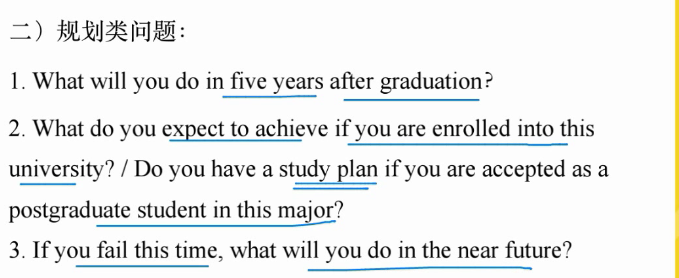 二）规划类问题：
1. What will you do in five years after graduation?
2. What do you expect to achieve if you are enrolled into this
university? / Do you have a study plan if you are accepted as a
postgraduate student in this major?
3. If you fail this time, what will you do in the near future?